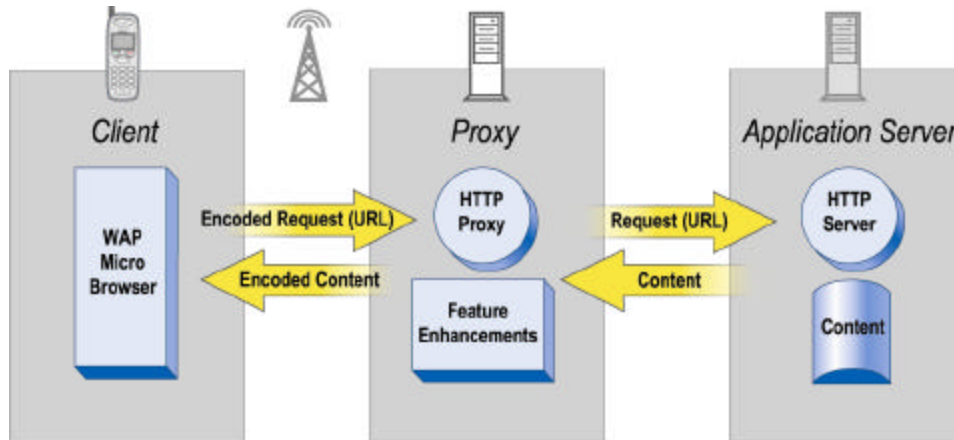 Client
Proxy
Application Server
WAP
Micro
Browser
Encoded Request (URL)
Encoded Content
HTTP
Proxy
Feature
Enhancements
Request (URL)
Content
HTTP
Server
Content